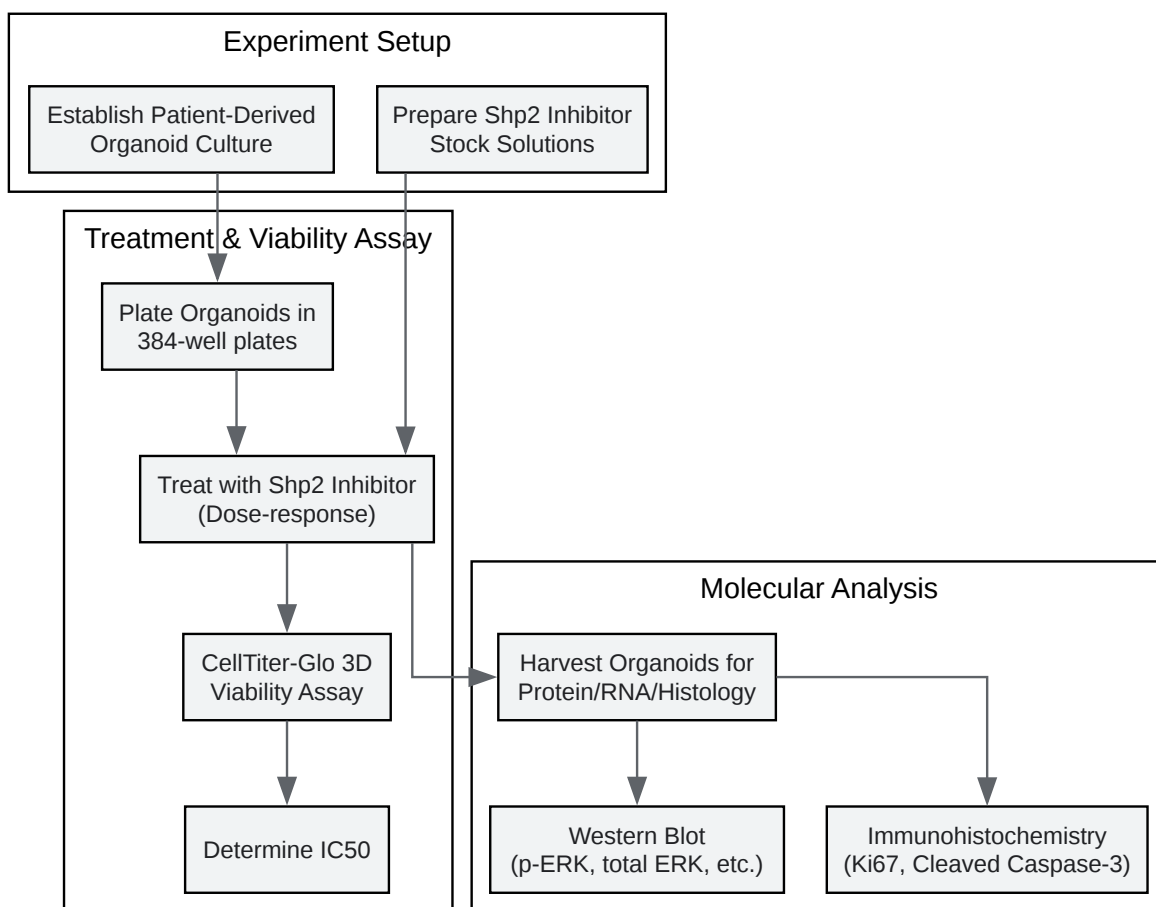 Experiment Setup
Establish Patient-Derived
Organoid Culture
Prepare Shp2 Inhibitor
Stock Solutions
Treatment & Viability Assay
Plate Organoids in
384-well plates
Treat with Shp2 Inhibitor
(Dose-response)
CellTiter-Glo 3D
Viability Assay
Determine IC50
Molecular Analysis
Harvest Organoids for
Protein/RNA/Histology
Western Blot
(p-ERK, total ERK, etc.)
Immunohistochemistry
(Ki67, Cleaved Caspase-3)